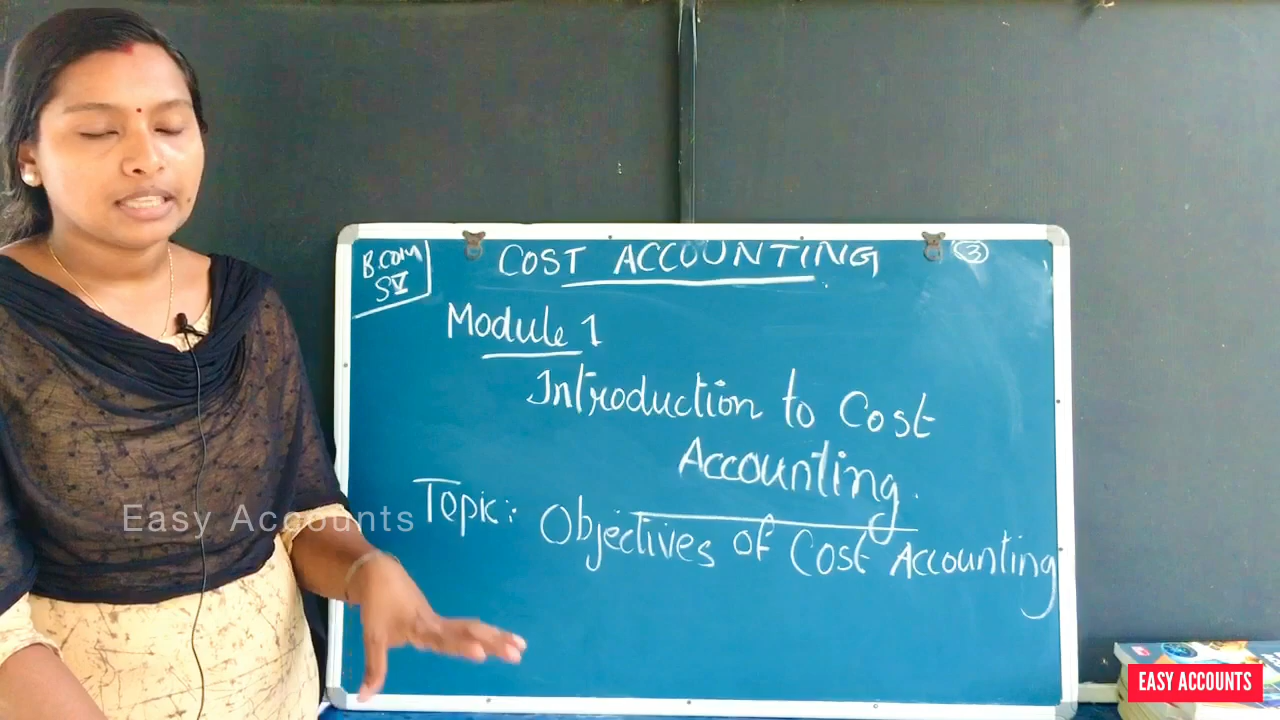 B.COM
SV
COST ACCOUNTING
3
Module 1
Introduction to Cost
Accounting.
Topic: Objectives of Cost Accounting
Easy Accounts
EASY ACCOUNTS